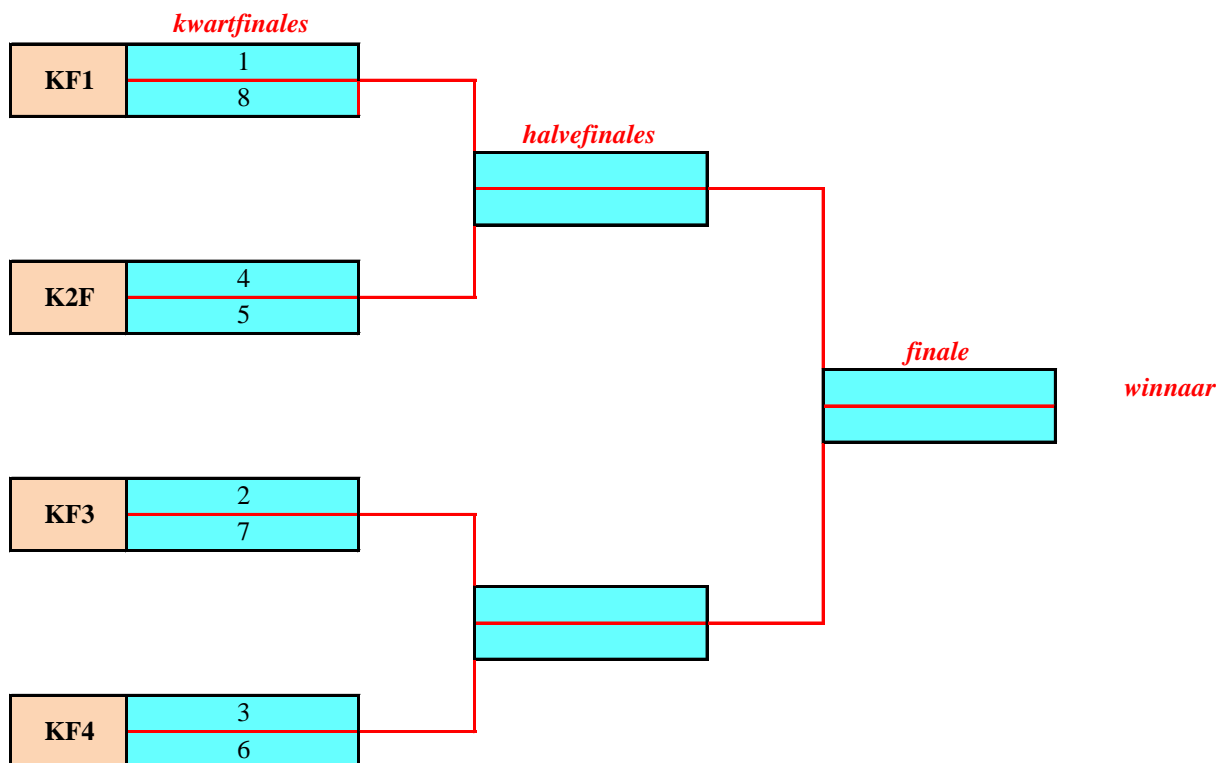 kwartfinales
KF1
1
8
halvefinales
K2F
4
5
finale
winnaar
KF3
2
7
KF4
3
6